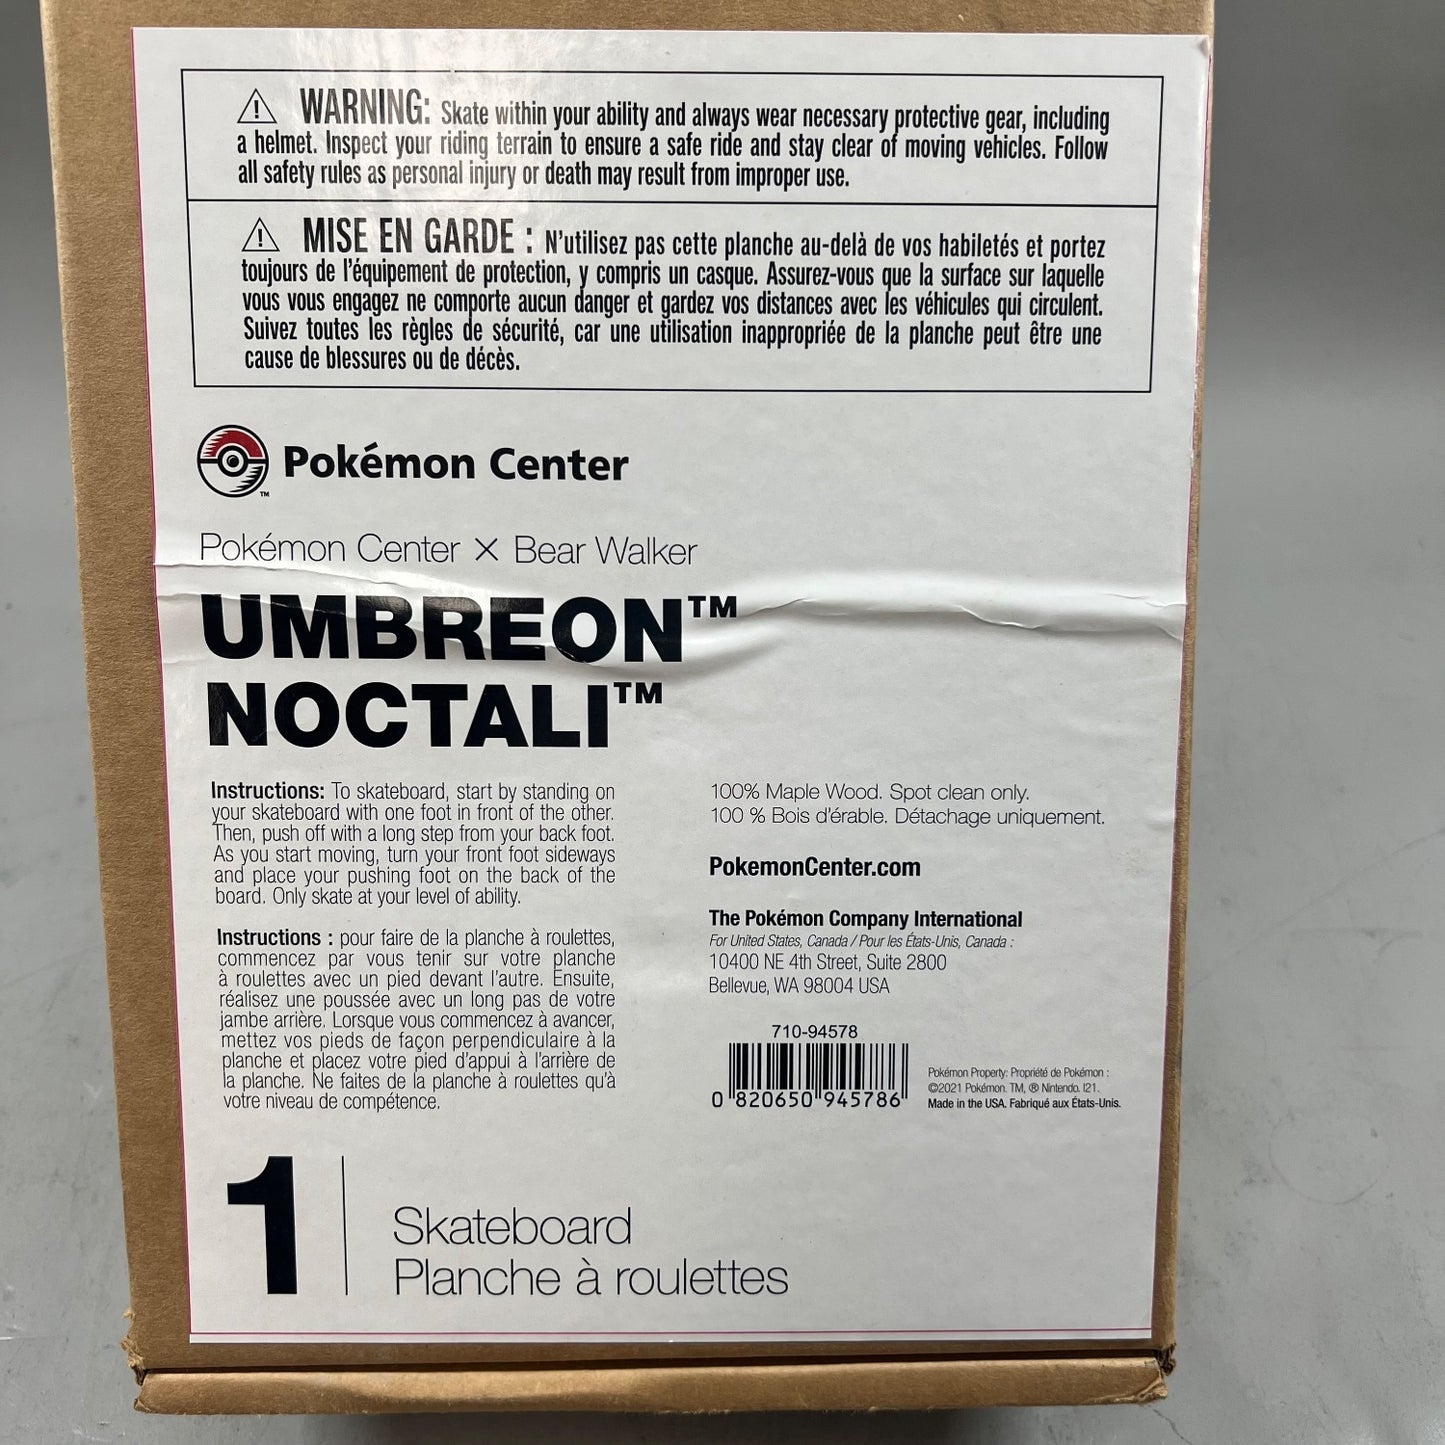 ⚠ WARNING: Skate within your ability and always wear necessary protective gear, including
a helmet. Inspect your riding terrain to ensure a safe ride and stay clear of moving vehicles. Follow
all safety rules as personal injury or death may result from improper use.
⚠ MISE EN GARDE : N'utilisez pas cette planche au-delà de vos habiletés et portez
toujours de l'équipement de protection, y compris un casque. Assurez-vous que la surface sur laquelle
vous vous engagez ne comporte aucun danger et gardez vos distances avec les véhicules qui circulent.
Suivez toutes les règles de sécurité, car une utilisation inappropriée de la planche peut être une
cause de blessures ou de décès.
™ Pokémon Center
Pokémon Center × Bear Walker
UMBREON™
NOCTALI™
Instructions: To skateboard, start by standing on
your skateboard with one foot in front of the other.
Then, push off with a long step from your back foot.
As you start moving, turn your front foot sideways
and place your pushing foot on the back of the
board. Only skate at your level of ability.
Instructions : pour faire de la planche à roulettes,
commencez par vous tenir sur votre planche
à roulettes avec un pied devant l'autre. Ensuite,
réalisez une poussée avec un long pas de votre
jambe arrière. Lorsque vous commencez à avancer,
mettez vos pieds de façon perpendiculaire à la
planche et placez votre pied d'appui à l'arrière de
la planche. Ne faites de la planche à roulettes qu'à
votre niveau de compétence.
100% Maple Wood. Spot clean only.
100 % Bois d'érable. Détachage uniquement.
PokemonCenter.com
The Pokémon Company International
For United States, Canada / Pour les États-Unis, Canada :
10400 NE 4th Street, Suite 2800
Bellevue, WA 98004 USA
710-94578
0 820650 945786
Pokémon Property: Propriété de Pokémon :
©2021 Pokémon. TM, ® Nintendo. I21.
Made in the USA. Fabriqué aux États-Unis.
1
Skateboard
Planche à roulettes